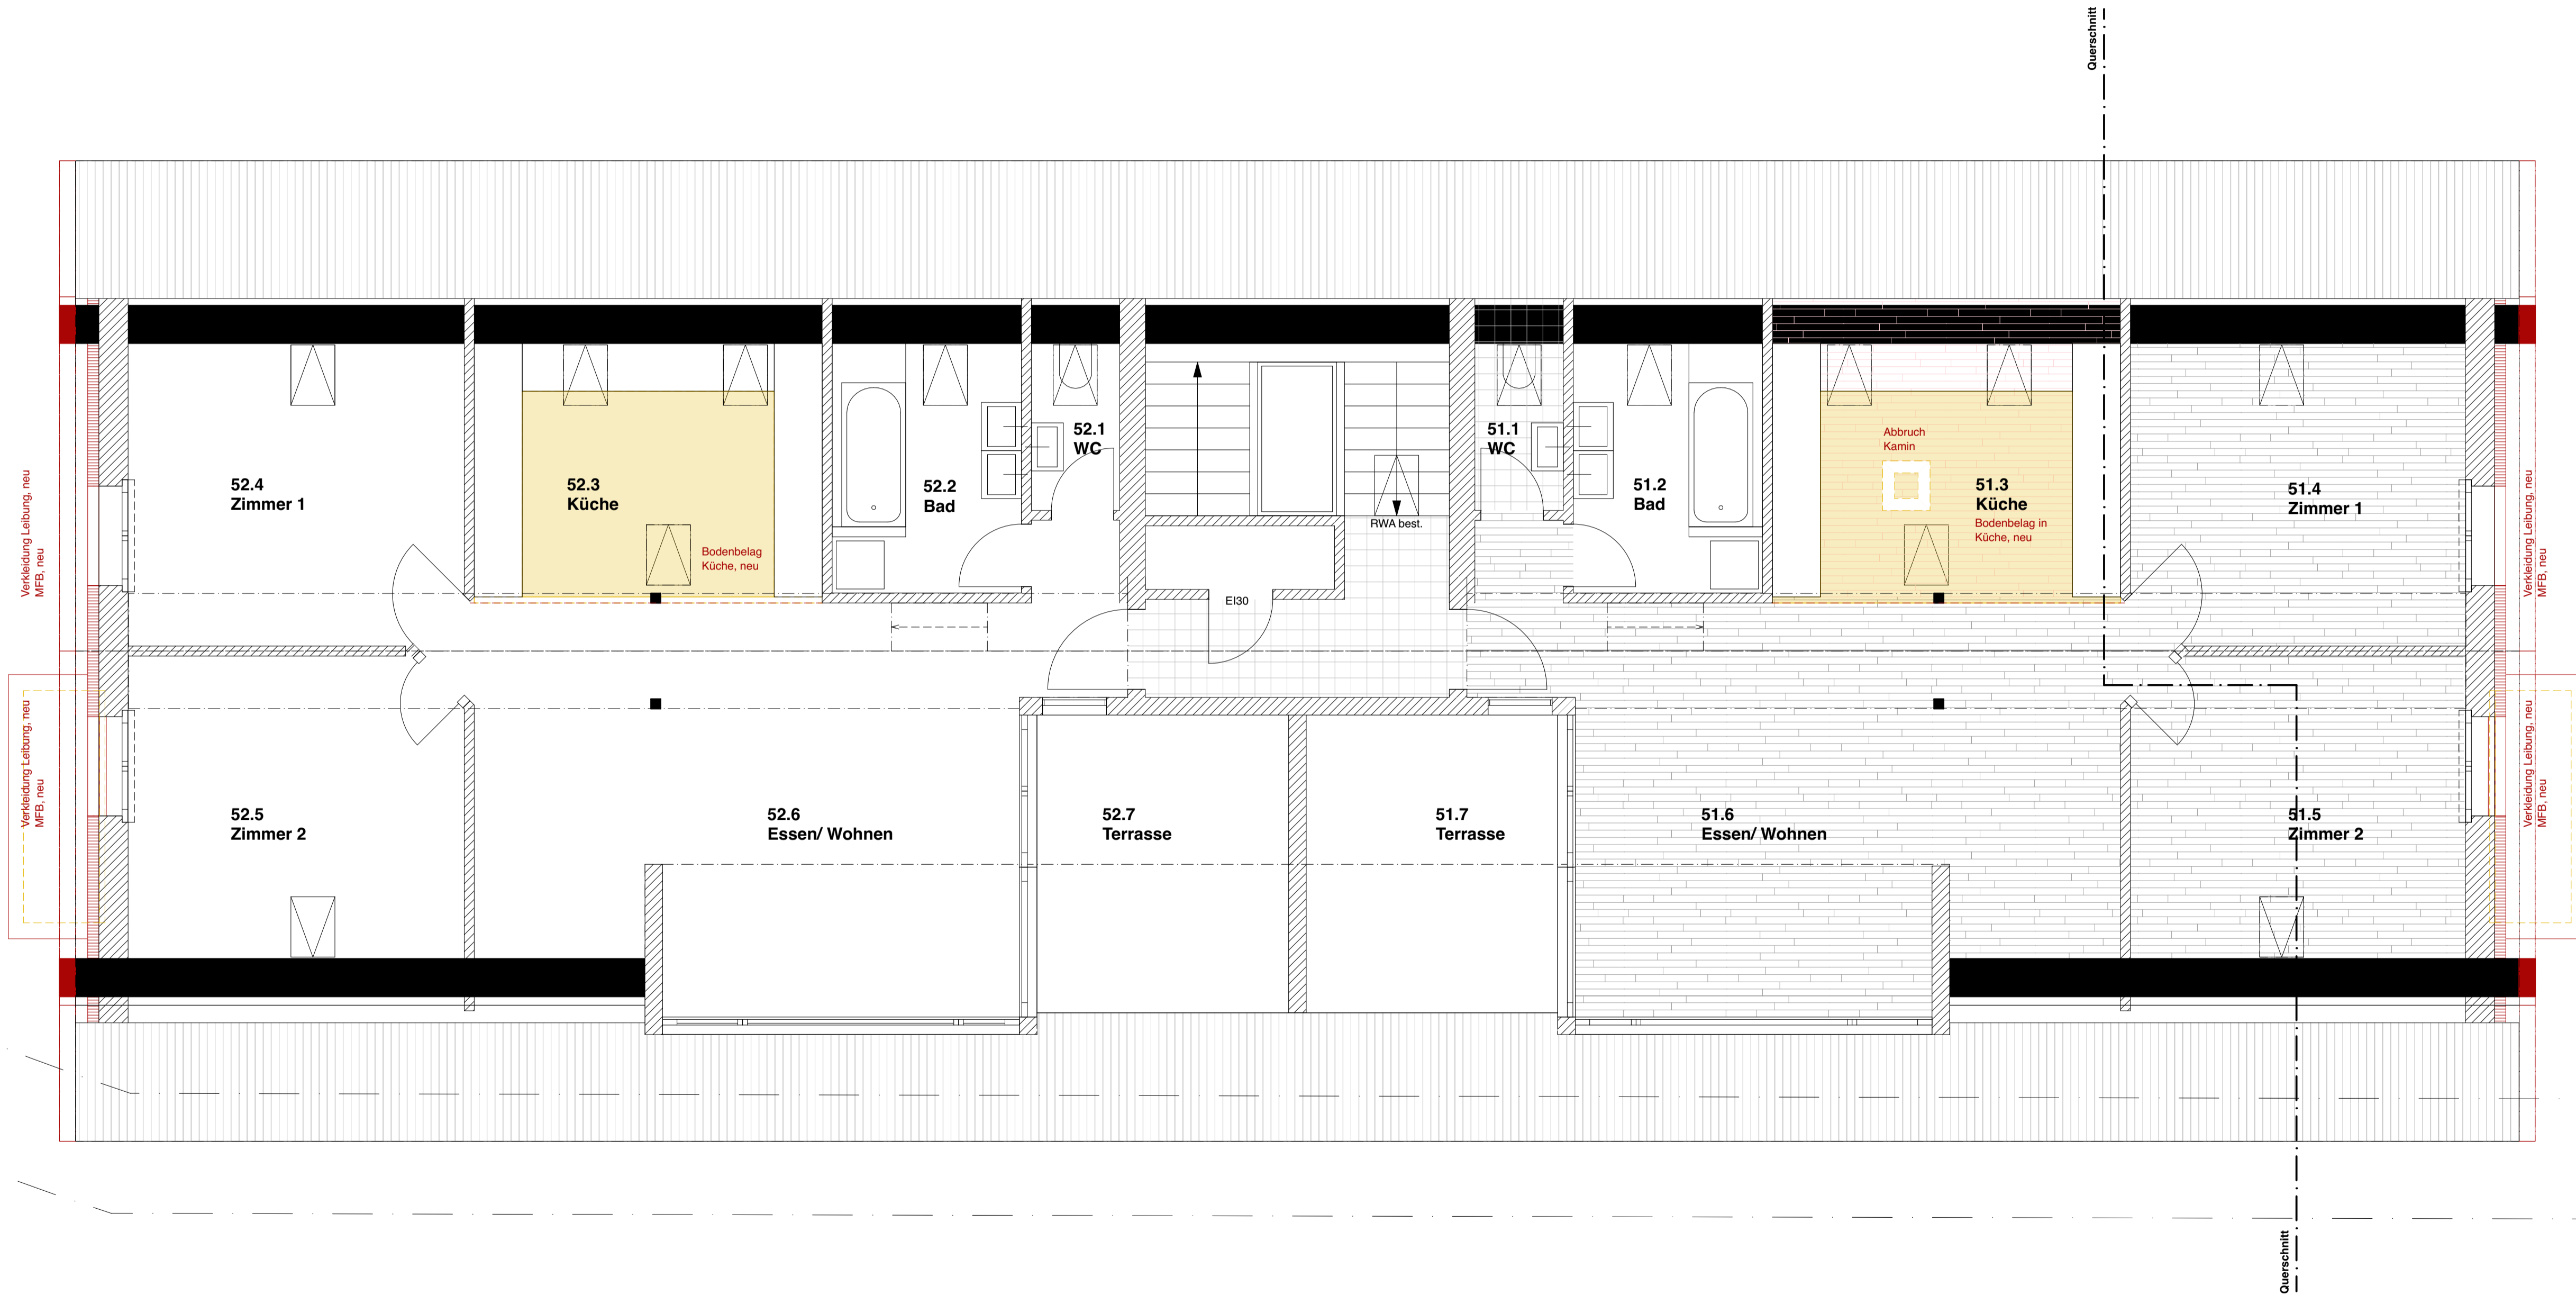 Querschnitt
52.1
WC
51.1
WC
Abbruch
Kamin
52.4
Zimmer 1
52.3
Küche
52.2
Bad
51.2
Bad
51.3
Küche
Bodenbelag in
Küche, neu
51.4
Zimmer 1
RWA best.
Bodenbelag
Küche, neu
EI30
Verkleidung Leibung, neu
MFB, neu
Verkleidung Leibung, neu
MFB, neu
Verkleidung Leibung, neu
MFB, neu
Verkleidung Leibung, neu
MFB, neu
52.5
Zimmer 2
52.6
Essen/ Wohnen
52.7
Terrasse
51.7
Terrasse
51.6
Essen/ Wohnen
51.5
Zimmer 2
Querschnitt